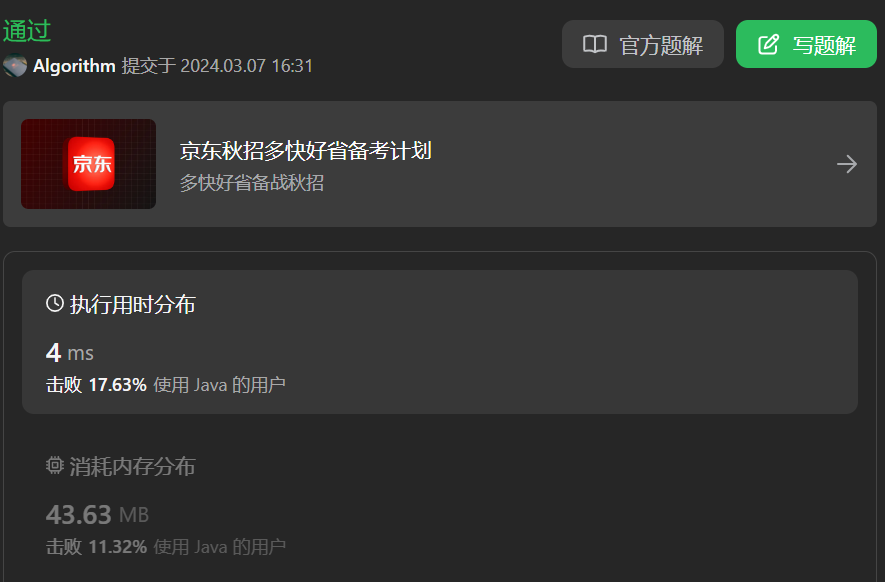 通过
官方题解
写题解
Algorithm 提交于 2024.03.07 16:31
京东
京东秋招多快好省备考计划
多快好省备战秋招
执行用时分布
4 ms
击败 17.63% 使用 Java 的用户
消耗内存分布
43.63 MB
击败 11.32% 使用 Java 的用户